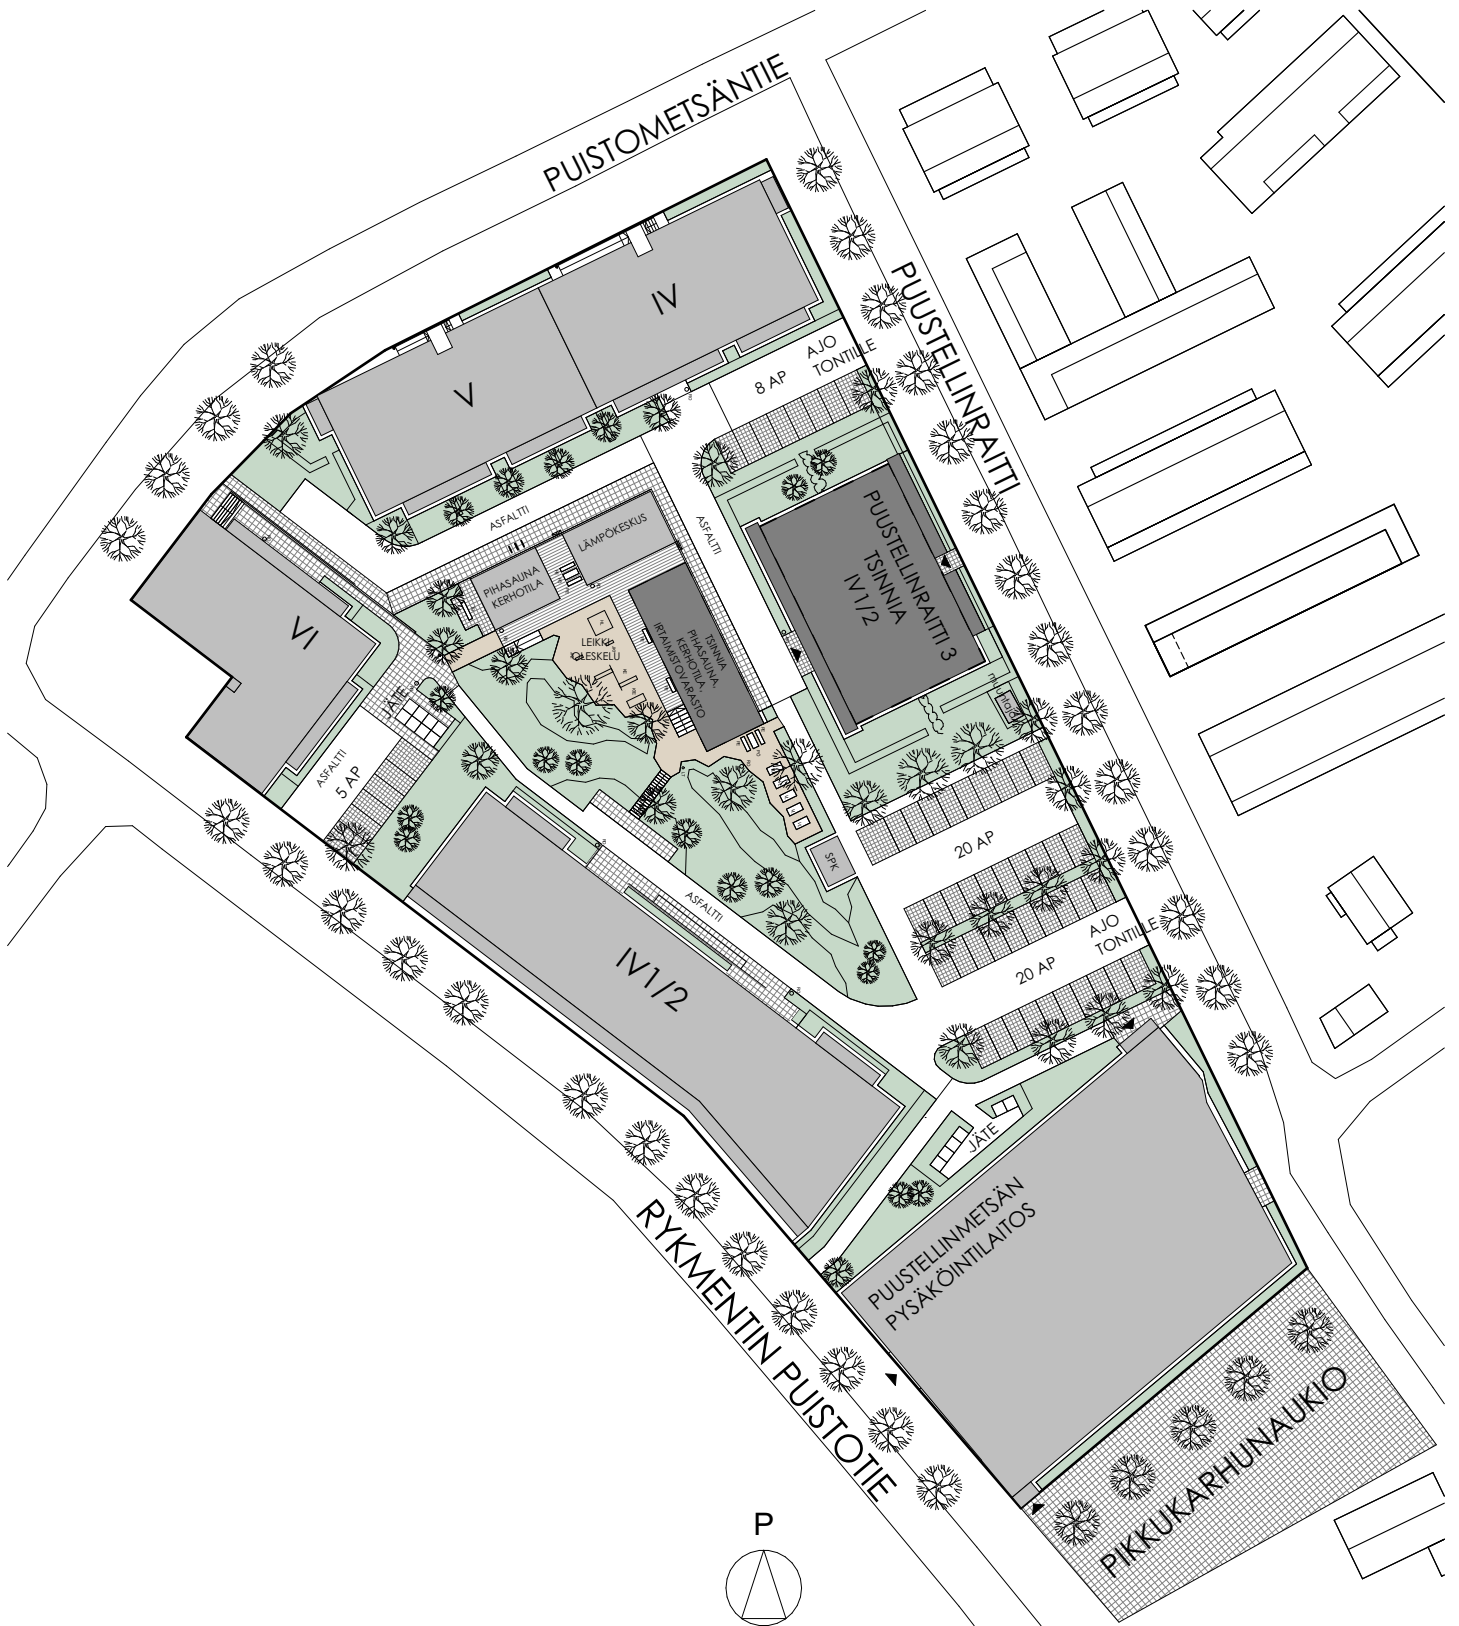 PUISTOMETSÄNTIE
PUUSTELLINRAITTI
IV
V
AJO
TONTILLE
8 AP
ASFALTTI
LÄMPÖKESKUS
PIHASAUNA
KERHOTILA
ASFALTTI
PUUSTELLINRAITTI 3
TSINNIA
IV1/2
VI
LEIKKI
OLESKELU
TSINNIA
PIHASAUNA,
KERHOTILA,
IRTAIMISTOVARASTO
JÄTE
ASFALTTI
5 AP
SPK
20 AP
ASFALTTI
AJO
TONTILLE
20 AP
IV1/2
JÄTE
PUUSTELLINMETSÄN
PYSÄKÖINTILAITOS
RYKMENTIN PUISTOTIE
PIKKUKARHUNAUKIO
P